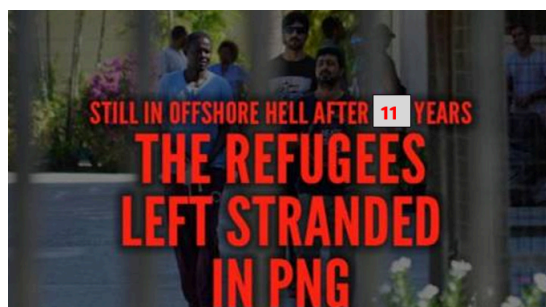 STILL IN OFFSHORE HELL AFTER 11 YEARS
THE REFUGEES
LEFT STRANDED
IN PNG